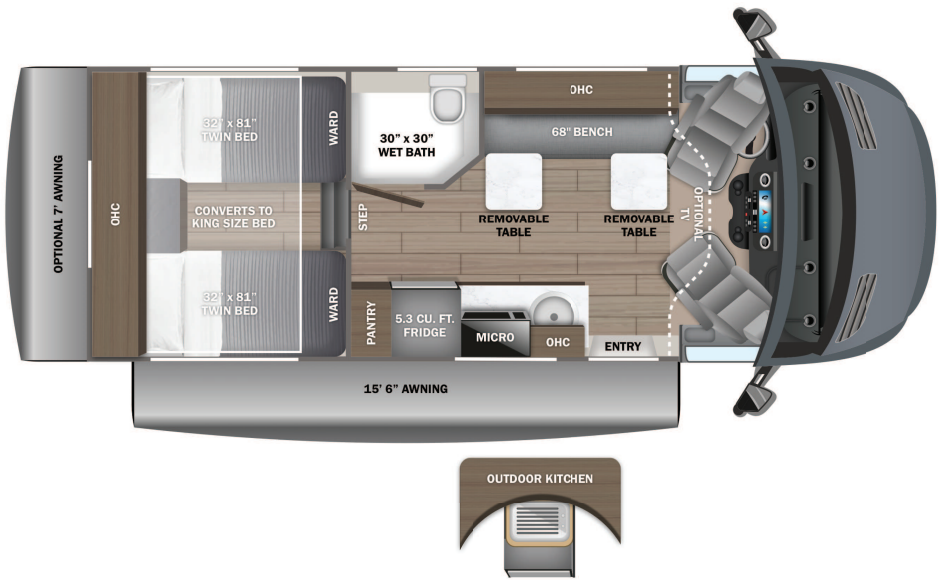 OPTIONAL 7' AWNING
OHC
32" x 81"
TWIN BED
WARD
CONVERTS TO
KING SIZE BED
32" x 81"
TWIN BED
WARD
STEP
30" x 30"
WET BATH
OHC
68" BENCH
REMOVABLE
TABLE
REMOVABLE
TABLE
OPTIONAL
TV
PANTRY
5.3 CU. FT.
FRIDGE
MICRO
OHC
ENTRY
15' 6" AWNING
OUTDOOR KITCHEN